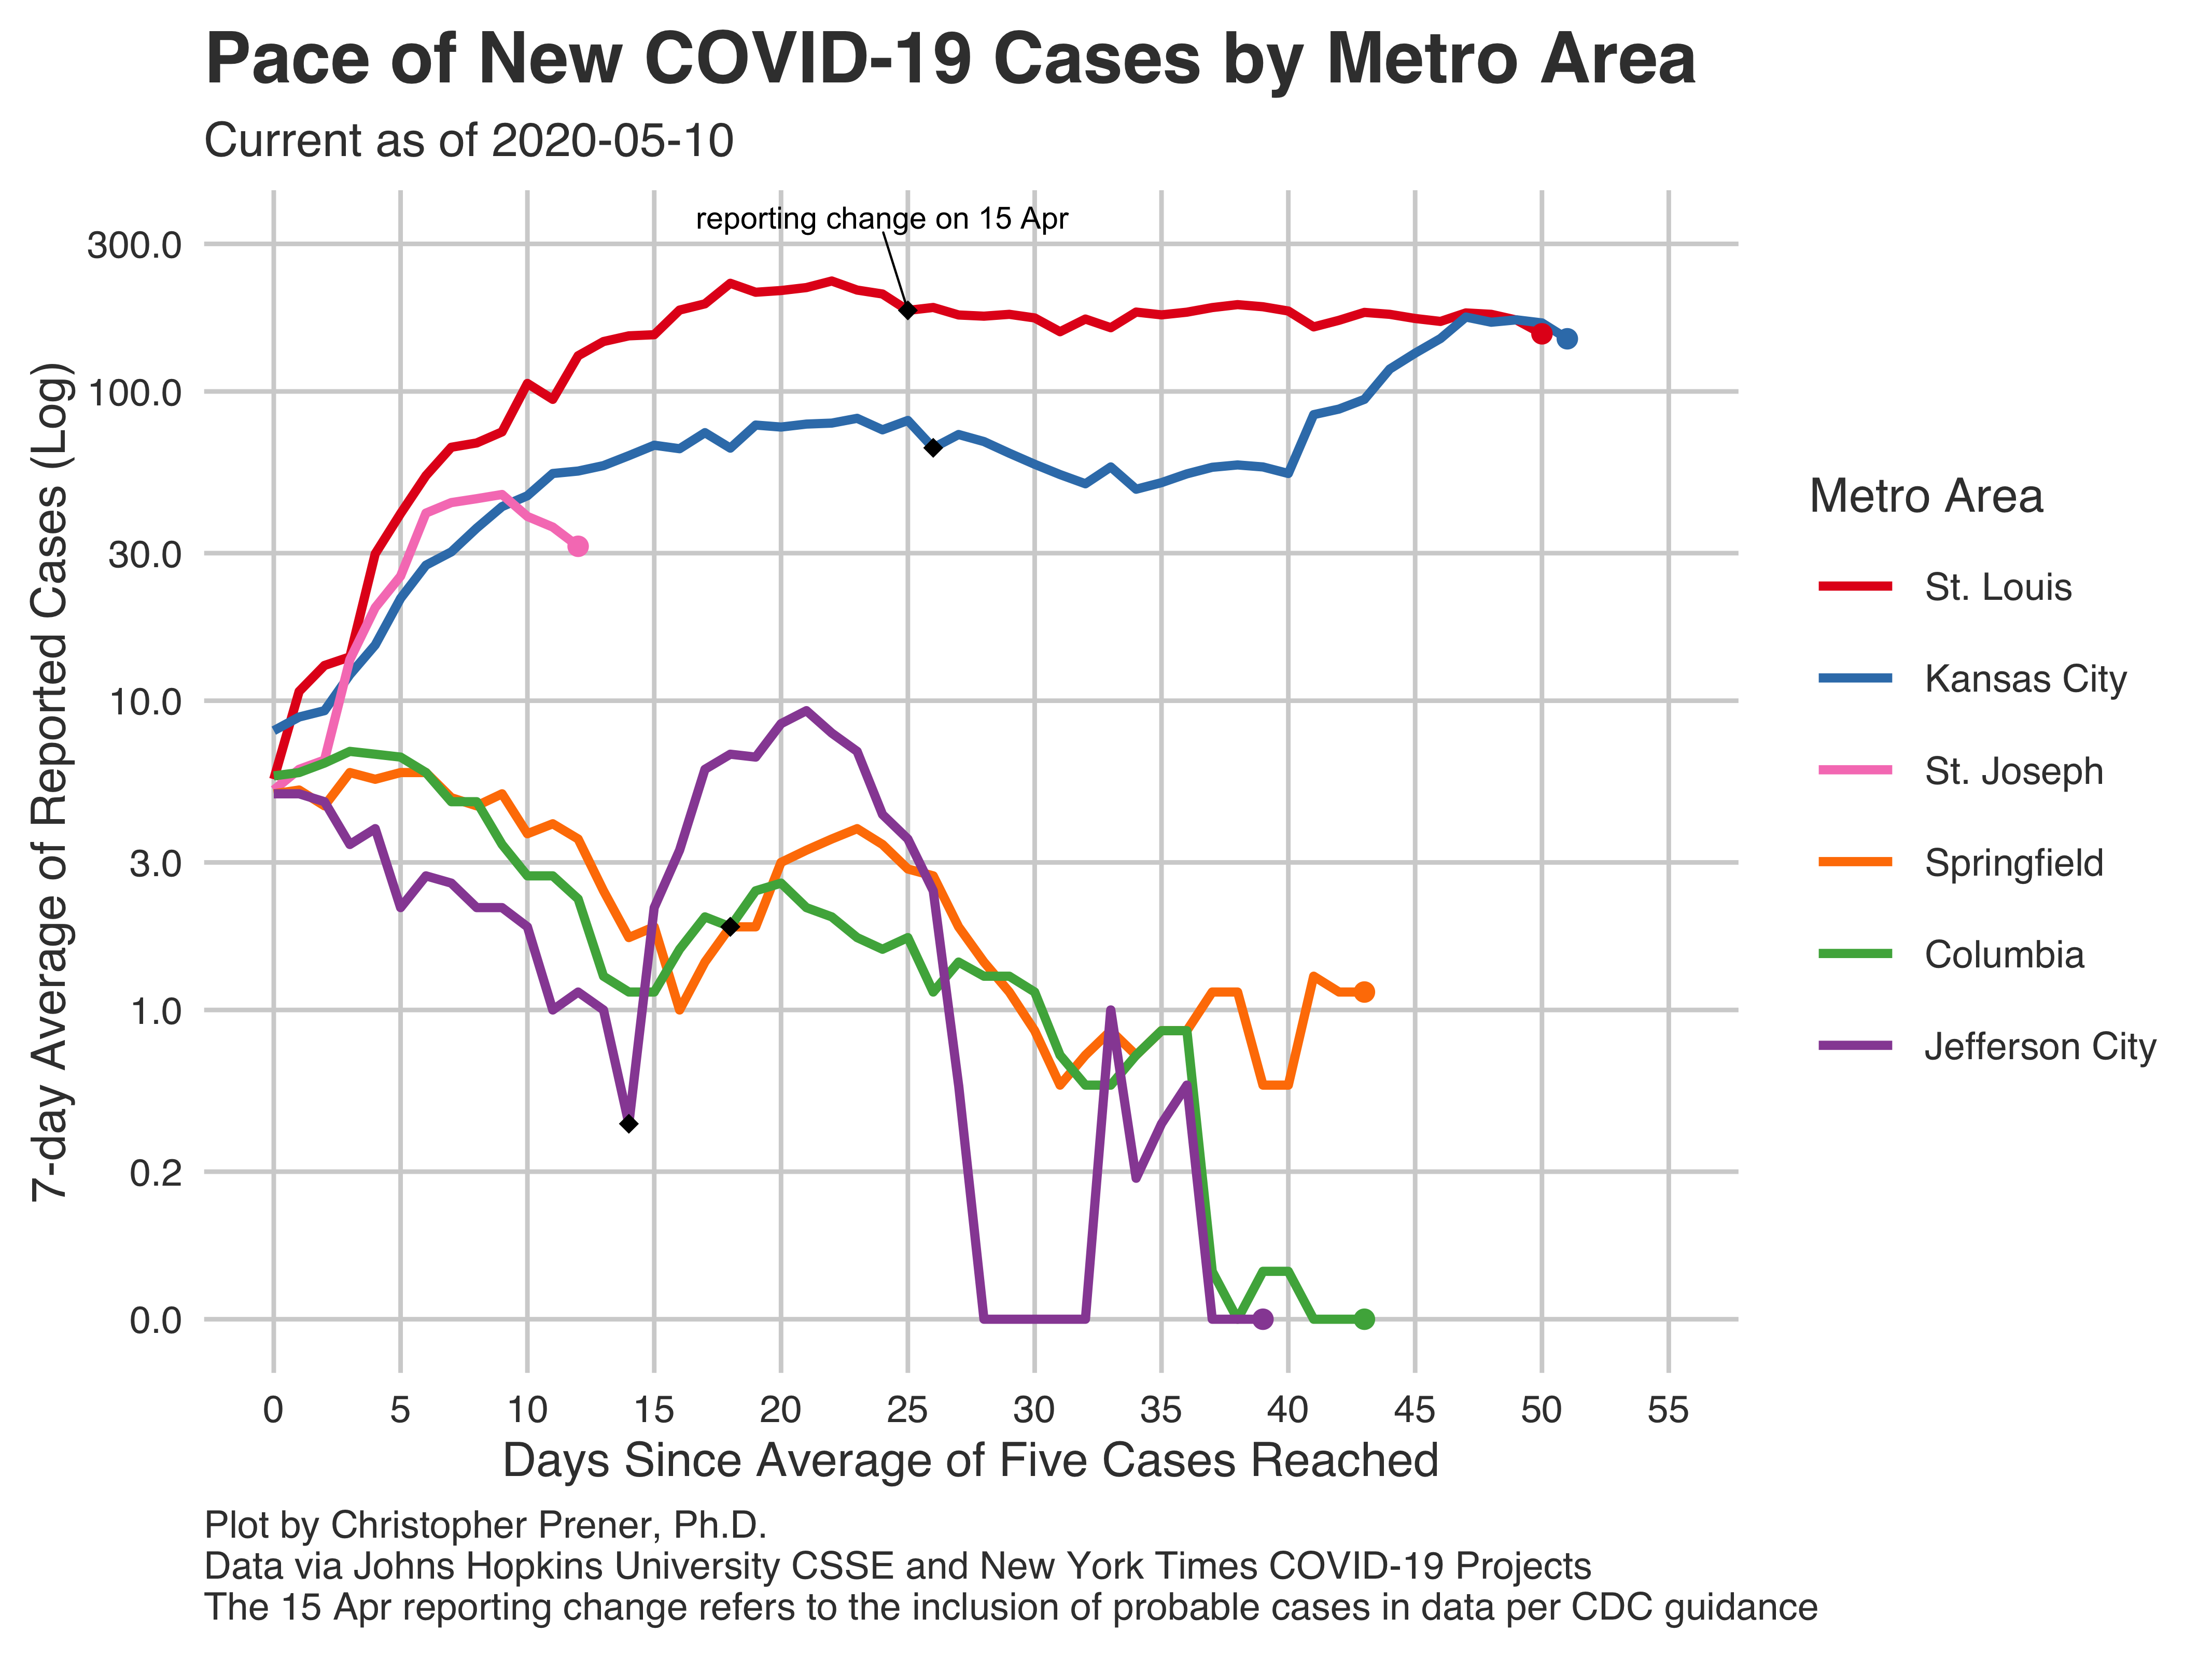 Pace of New COVID-19 Cases by Metro Area
Current as of 2020-05-10
reporting change on 15 Apr
7-day Average of Reported Cases (Log)
300.0
100.0
30.0
10.0
3.0
1.0
0.2
0.0
0 5 10 15 20 25 30 35 40 45 50 55
Days Since Average of Five Cases Reached
Metro Area
St. Louis
Kansas City
St. Joseph
Springfield
Columbia
Jefferson City
Plot by Christopher Prener, Ph.D.
Data via Johns Hopkins University CSSE and New York Times COVID-19 Projects
The 15 Apr reporting change refers to the inclusion of probable cases in data per CDC guidance